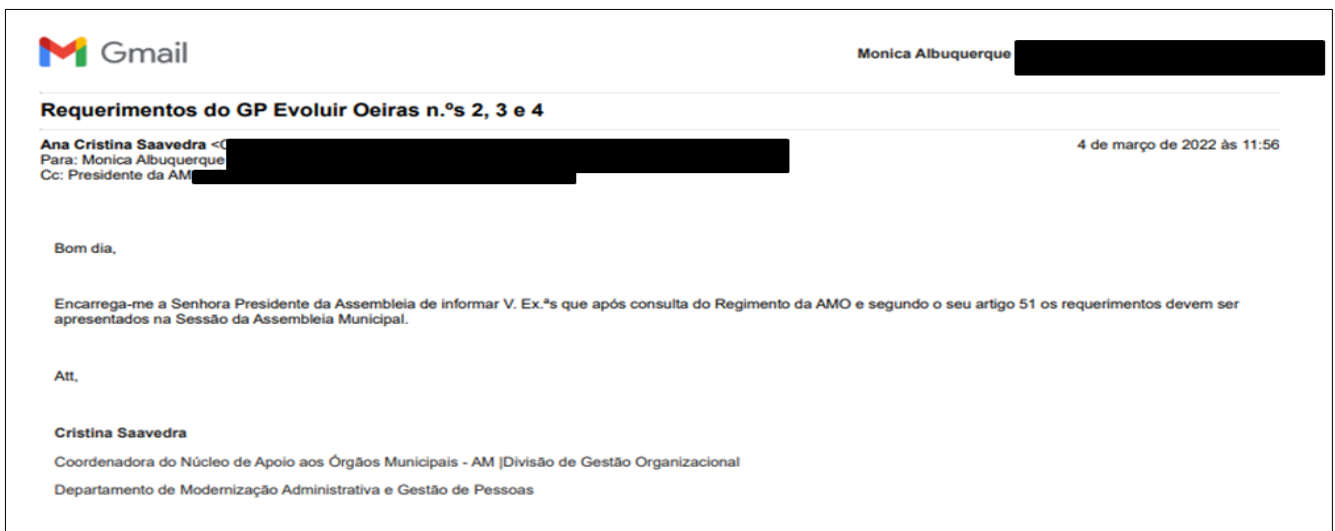 Gmail
Monica Albuquerque
Requerimentos do GP Evoluir Oeiras n.ºs 2, 3 e 4
Ana Cristina Saavedra <
4 de março de 2022 às 11:56
Para: Monica Albuquerque
Cc: Presidente da AM
Bom dia,
Encarrega-me a Senhora Presidente da Assembleia de informar V. Ex.ªs que após consulta do Regimento da AMO e segundo o seu artigo 51 os requerimentos devem ser
apresentados na Sessão da Assembleia Municipal.
Att,
Cristina Saavedra
Coordenadora do Núcleo de Apoio aos Órgãos Municipais - AM |Divisão de Gestão Organizacional
Departamento de Modernização Administrativa e Gestão de Pessoas